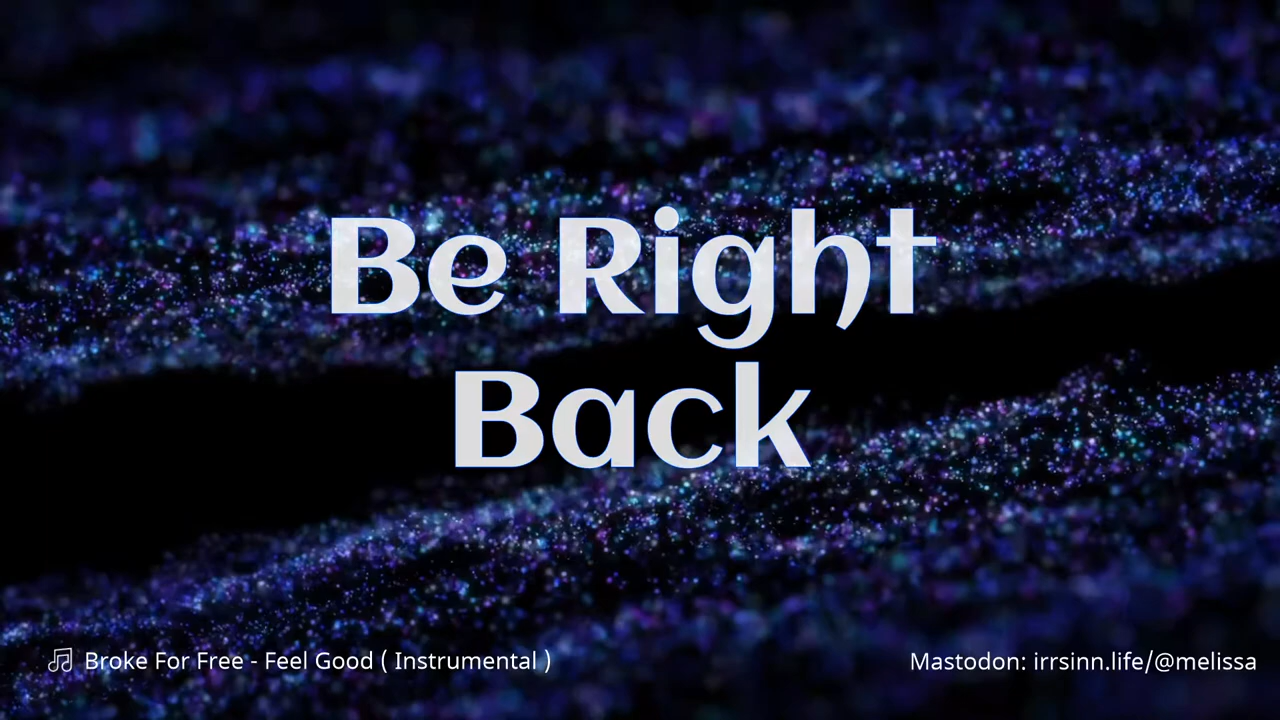 Be Right
Back
Broke For Free - Feel Good ( Instrumental )
Mastodon: irrsinn.life/@melissa